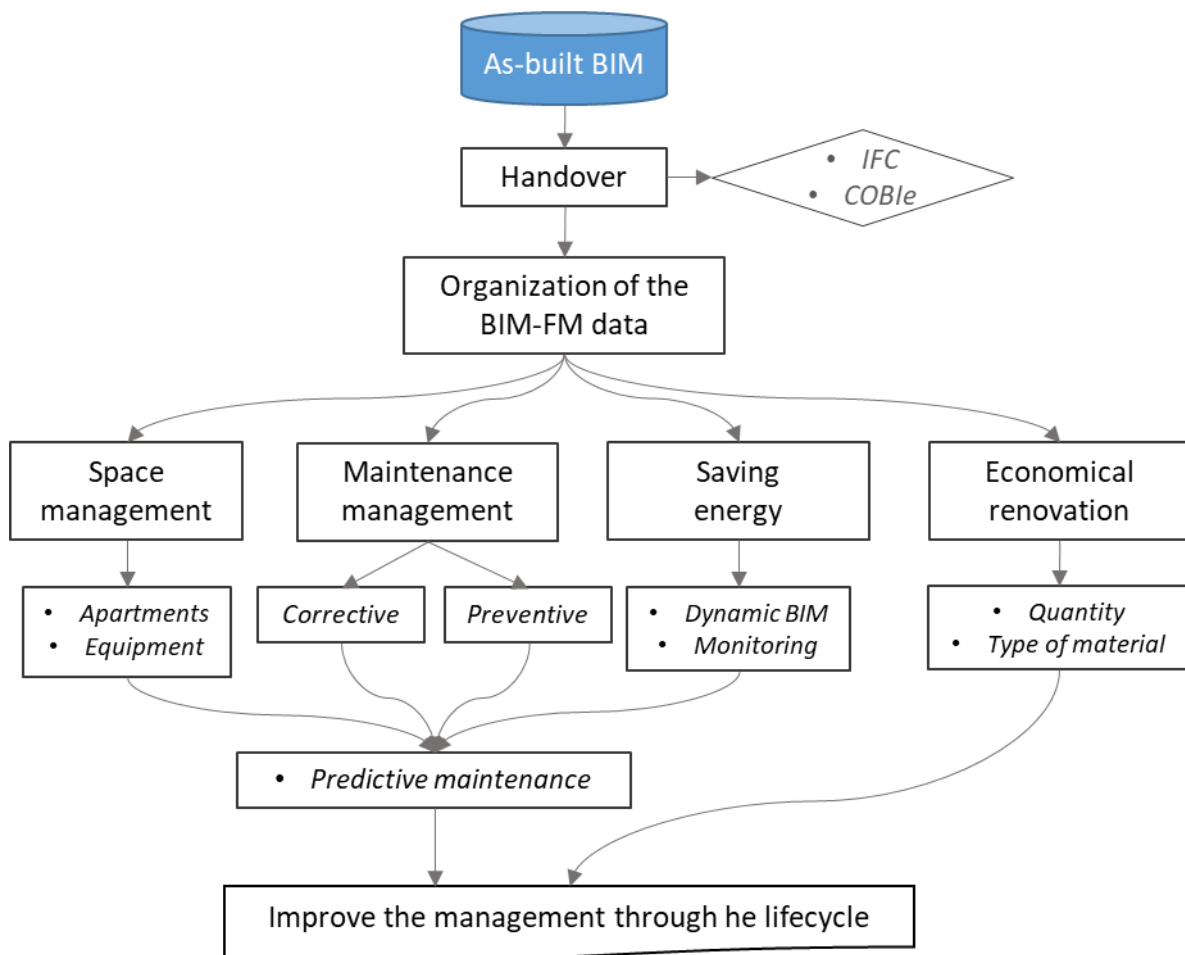 As-built BIM
Handover
• IFC
• COBIe
Organization of the
BIM-FM data
Space
management
Maintenance
management
Saving
energy
Economical
renovation
• Apartments
• Equipment
Corrective
Preventive
• Dynamic BIM
• Monitoring
• Quantity
• Type of material
• Predictive maintenance
Improve the management through he lifecycle